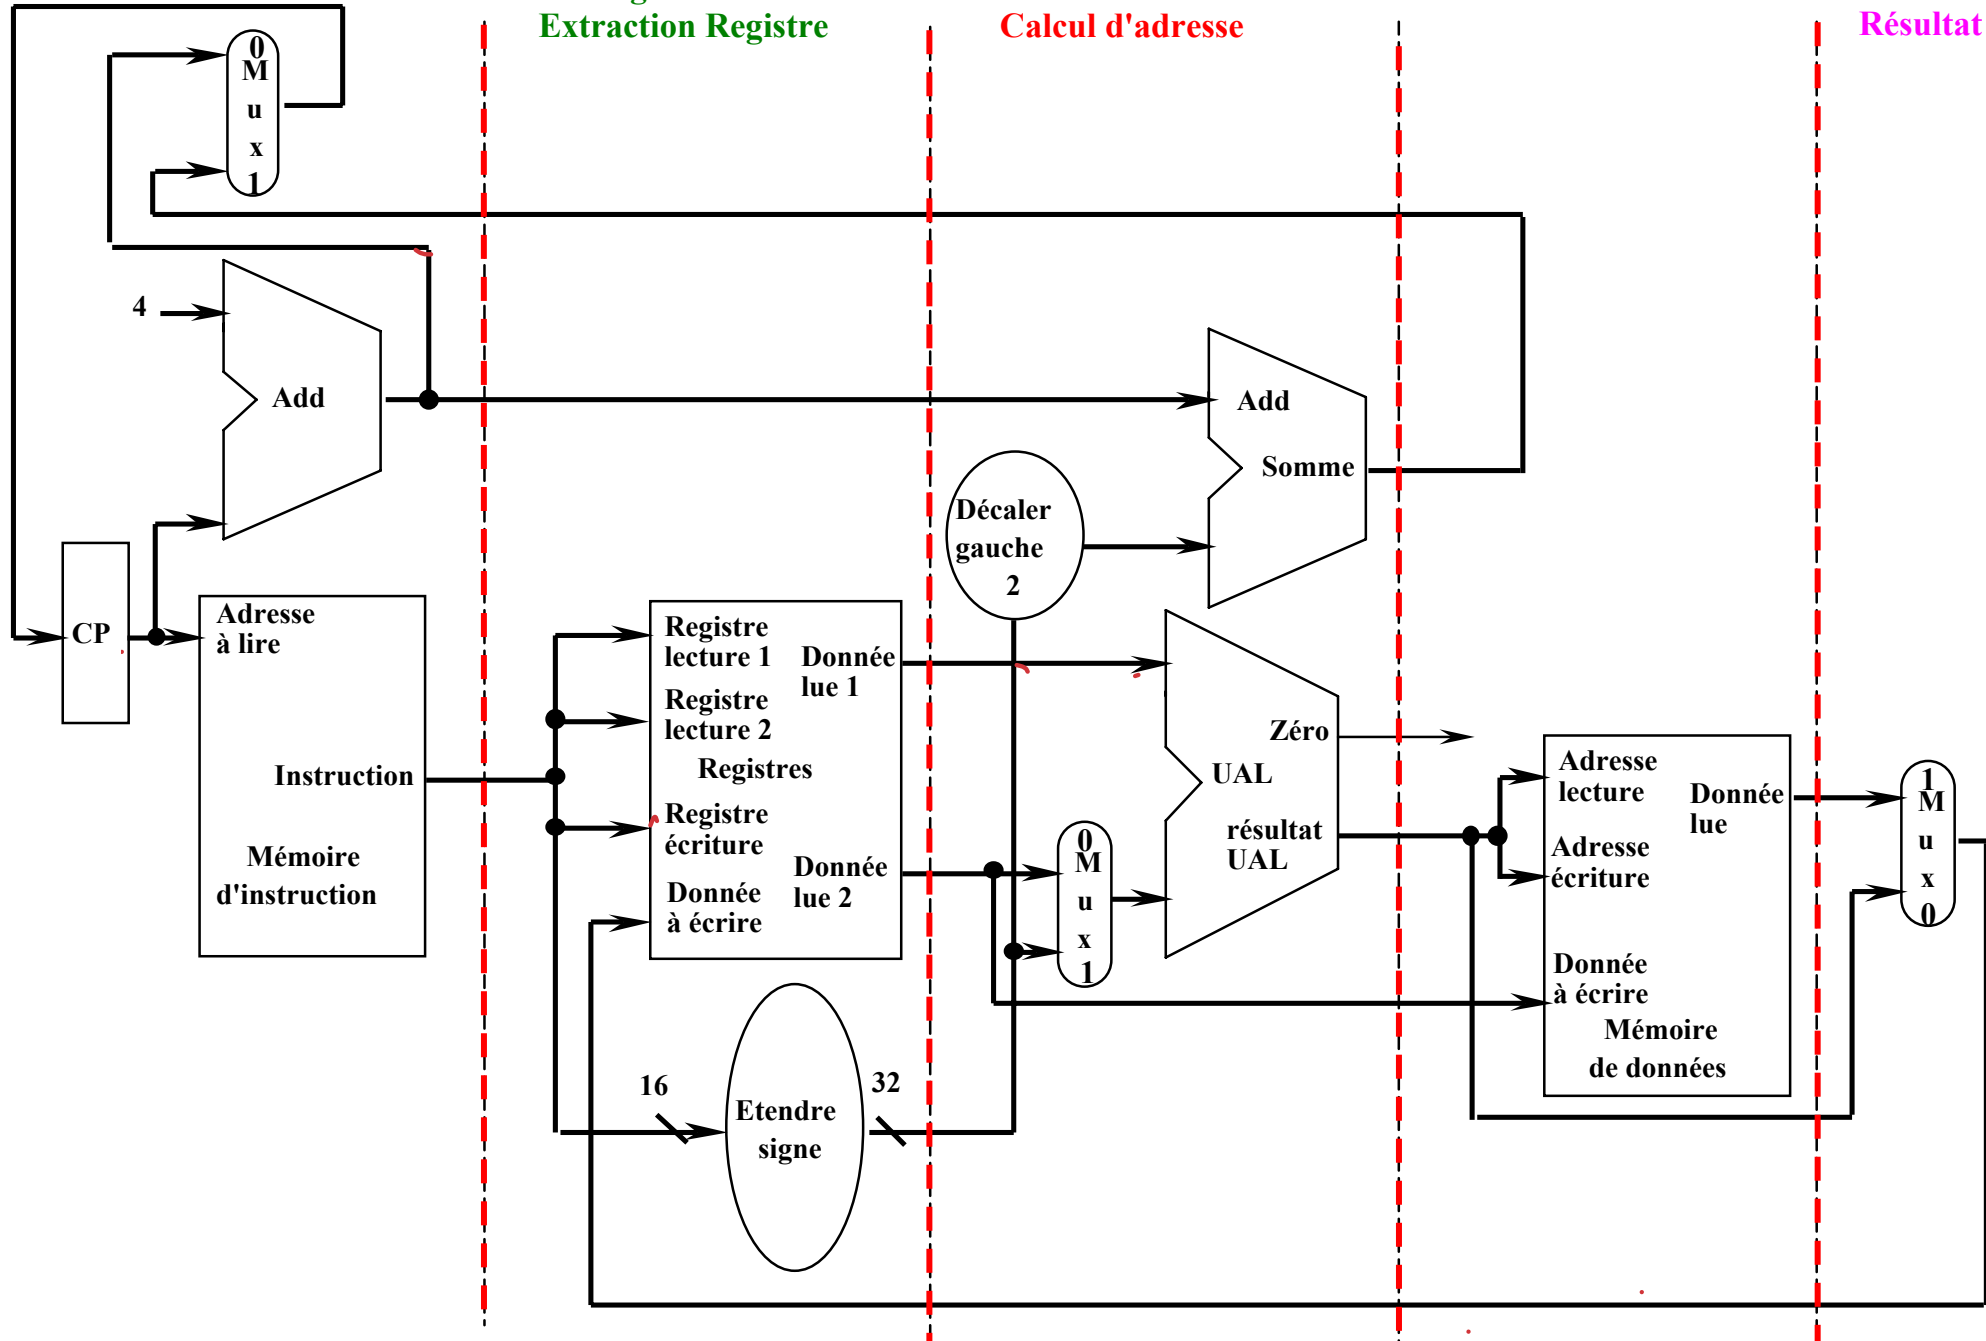 Extraction Registre
Calcul d'adresse
Résultat
0
M
u
x
1
4
Add
Add
Somme
Décaler
gauche
2
CP
Adresse
à lire
Instruction
Mémoire
d'instruction
Registre
lecture 1
Donnée
lue 1
Registre
lecture 2
Registres
Registre
écriture
Donnée
lue 2
Donnée
à écrire
0
M
u
x
1
Zéro
UAL
résultat
UAL
Adresse
lecture
Donnée
lue
Adresse
écriture
Donnée
à écrire
Mémoire
de données
1
M
u
x
0
16
32
Etendre
signe